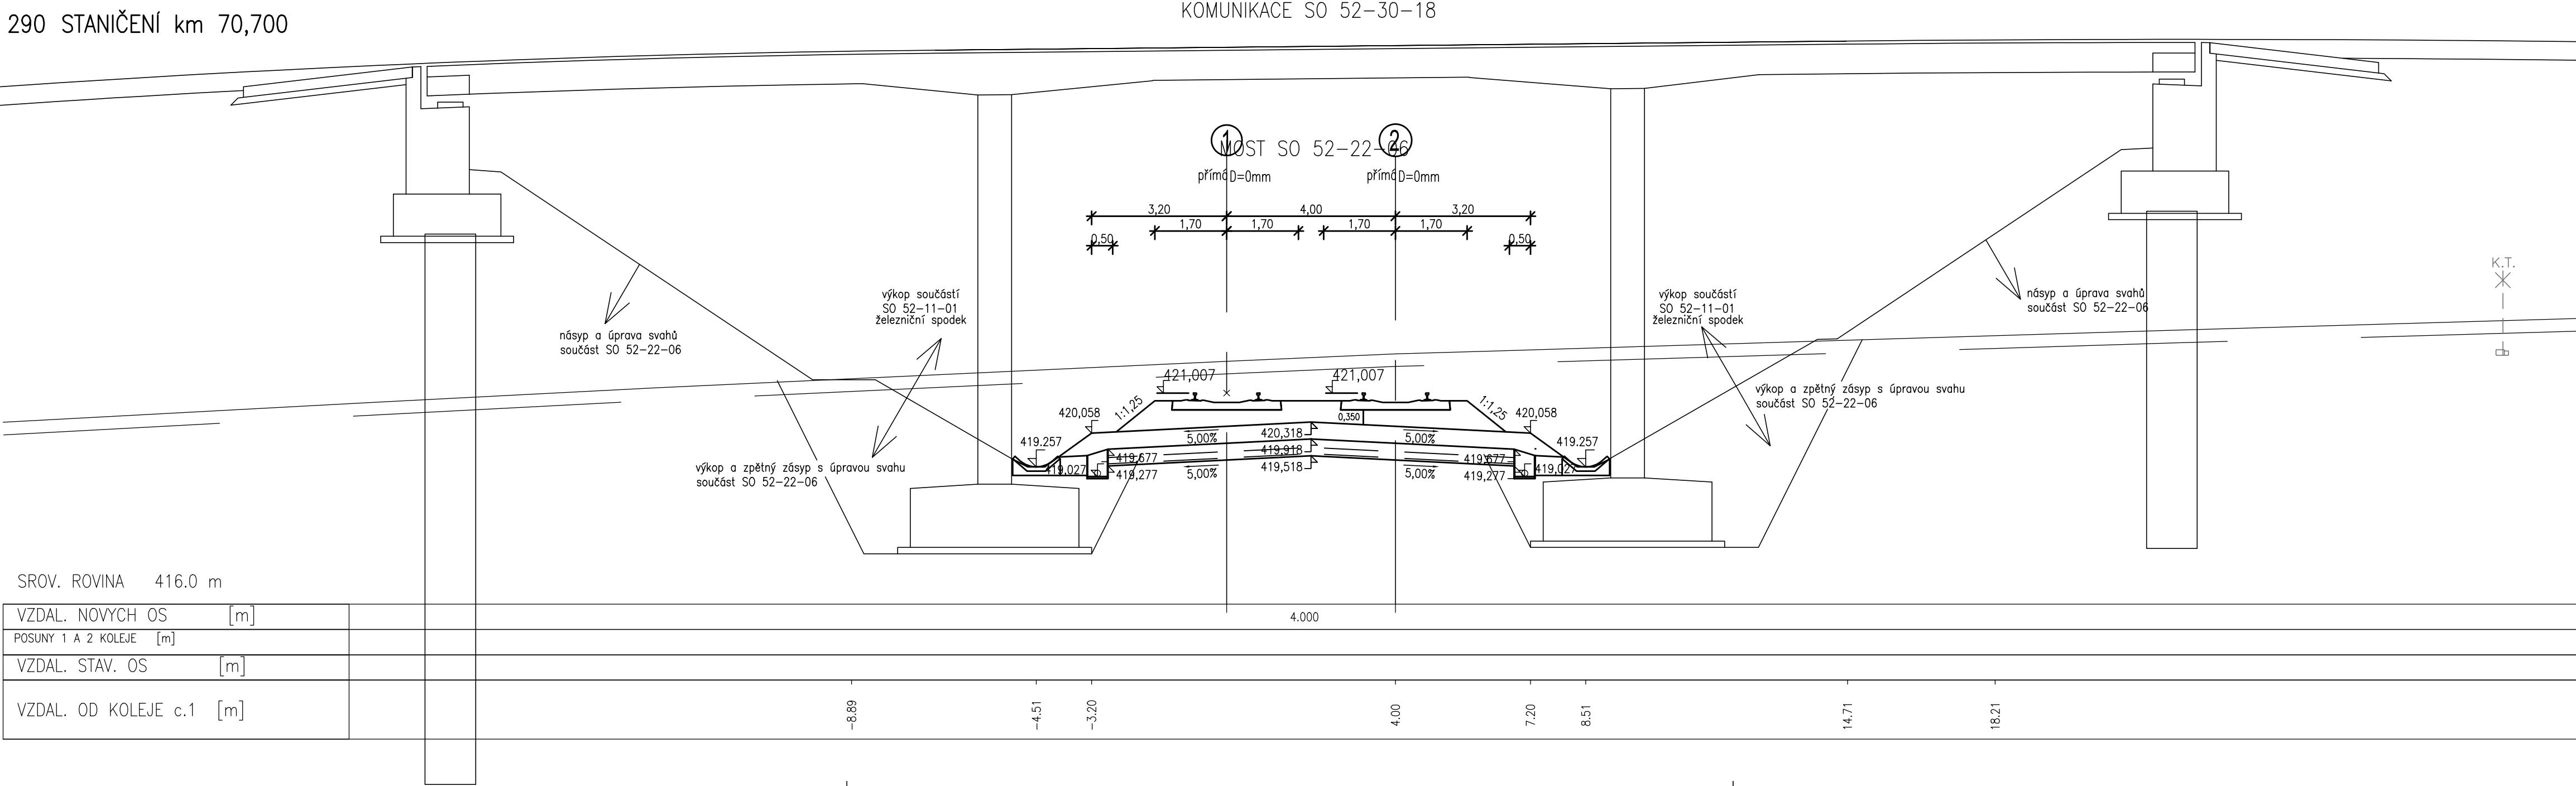 KOMUNIKACE SO 52-30-18
290 STANIČENÍ km 70,700
1
2
MOST SO 52-22-06
přímá D=0mm
přímá D=0mm
3,20
4,00
3,20
1,70
1,70
1,70
1,70
0,50
0,50
K.T.
výkop součástí
SO 52-11-01
železniční spodek
výkop součástí
SO 52-11-01
železniční spodek
násyp a úprava svahů
součást SO 52-22-06
násyp a úprava svahů
součást SO 52-22-06
421,007
421,007
1:1,25
1:1,25
výkop a zpětný zásyp s úpravou svahu
součást SO 52-22-06
420,058
0,350
420,058
5,00%
420,318
5,00%
419.257
419.257
419,918
419,677
419,677
419,027
419,027
419,518
419,277
5,00%
5,00%
419,277
výkop a zpětný zásyp s úpravou svahu
součást SO 52-22-06
SROV. ROVINA 416.0 m
VZDAL. NOVYCH OS [m]
4.000
POSUNY 1 A 2 KOLEJE [m]
VZDAL. STAV. OS [m]
VZDAL. OD KOLEJE c.1 [m]
-8.89
-4.51
-3.20
4.00
7.20
8.51
14.71
18.21